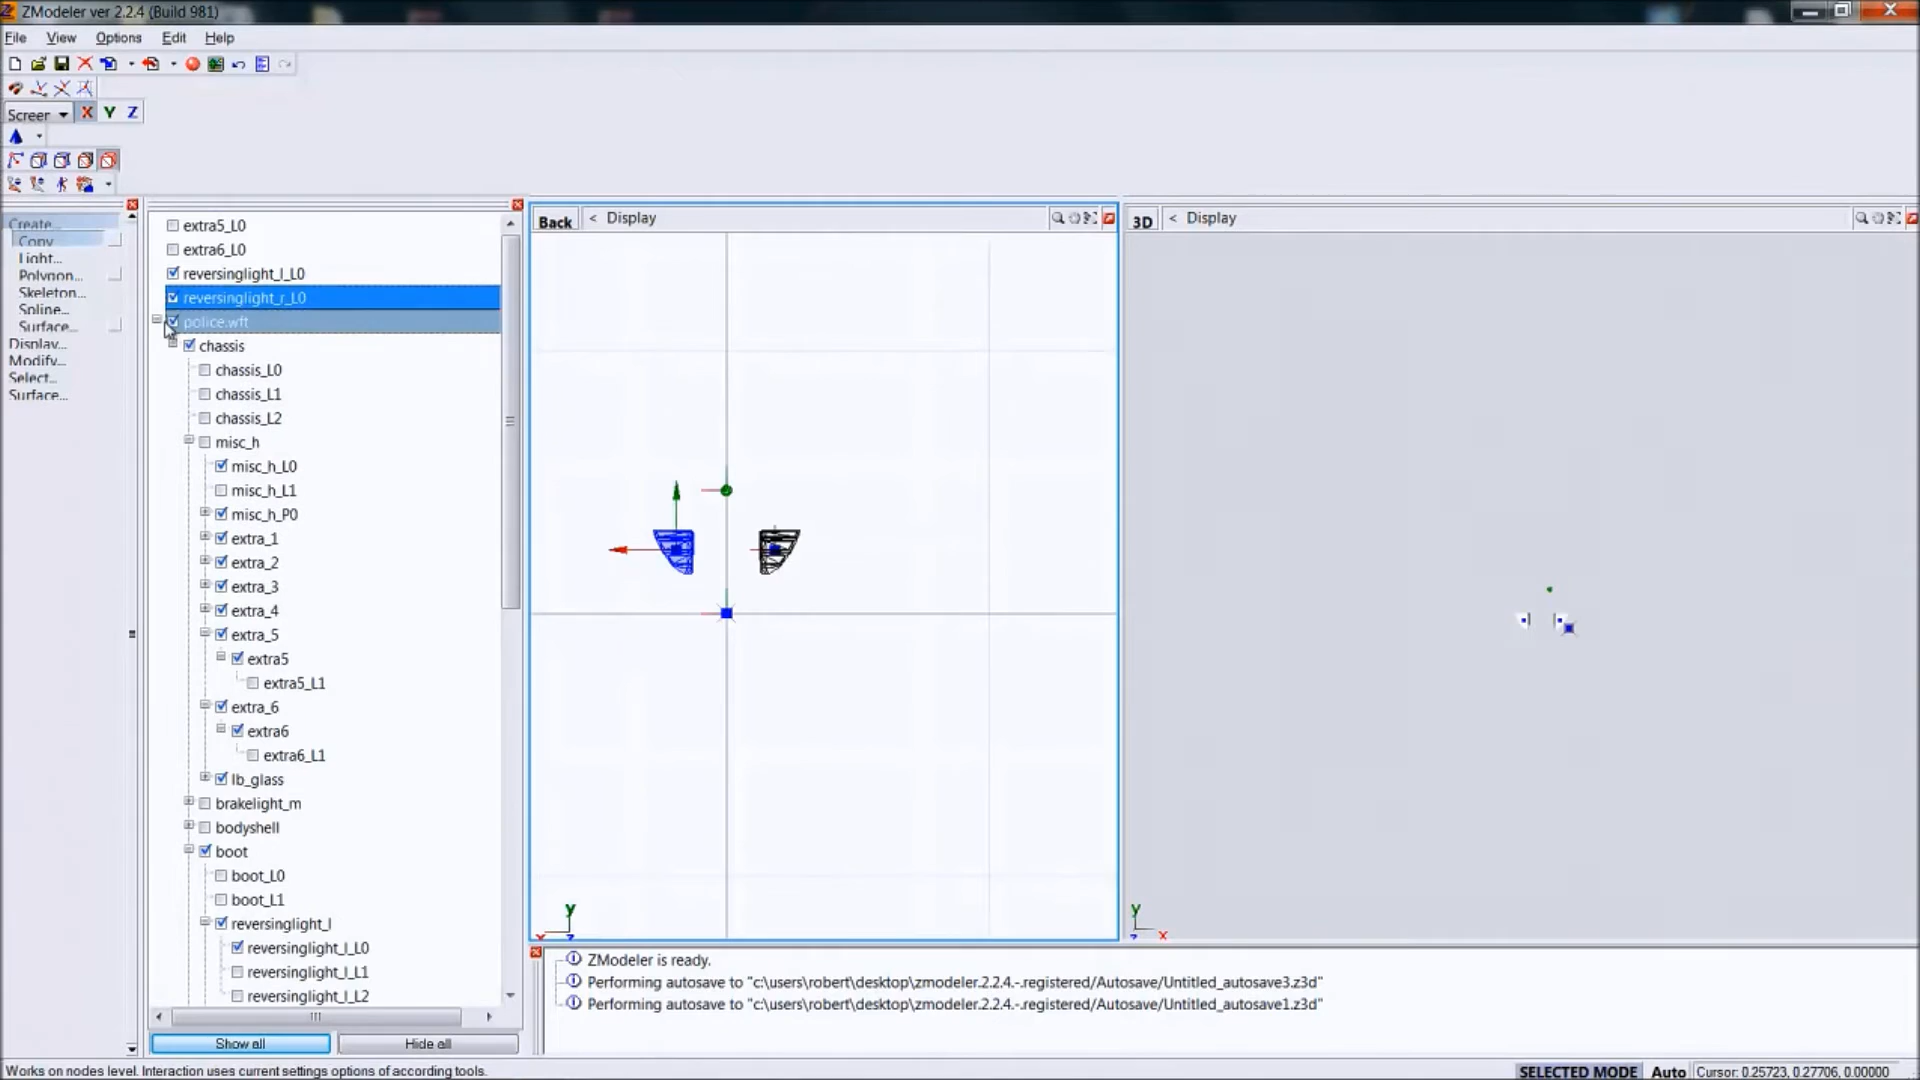 ZModeler ver 2.2.4 (Build 981)
File View Options Edit Help
Screer X Y Z
Create...
Copy
Light...
Polygon...
Skeleton...
Spline...
Surface...
Display...
Modify...
Select...
Surface...
extra5_L0
extra6_L0
reversinglight_l_L0
reversinglight_r_L0
police.wft
chassis
chassis_L0
chassis_L1
chassis_L2
misc_h
misc_h_L0
misc_h_L1
misc_h_P0
extra_1
extra_2
extra_3
extra_4
extra_5
extra5
extra5_L1
extra_6
extra6
extra6_L1
lb_glass
brakelight_m
bodyshell
boot
boot_L0
boot_L1
reversinglight_l
reversinglight_l_L0
reversinglight_l_L1
reversinglight_l_L2
Show all Hide all
Back < Display
y
x
z
3D < Display
y
z x
ZModeler is ready.
Performing autosave to "c:\users\robert\desktop\zmodeler.2.2.4.-.registered/Autosave/Untitled_autosave3.z3d"
Performing autosave to "c:\users\robert\desktop\zmodeler.2.2.4.-.registered/Autosave/Untitled_autosave1.z3d"
Works on nodes level. Interaction uses current settings options of according tools.
SELECTED MODE Auto Cursor: 0.25723, 0.27706, 0.00000